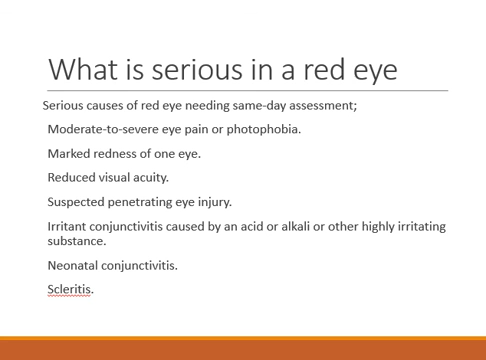 What is serious in a red eye
Serious causes of red eye needing same-day assessment;
Moderate-to-severe eye pain or photophobia.
Marked redness of one eye.
Reduced visual acuity.
Suspected penetrating eye injury.
Irritant conjunctivitis caused by an acid or alkali or other highly irritating
substance.
Neonatal conjunctivitis.
Scleritis.